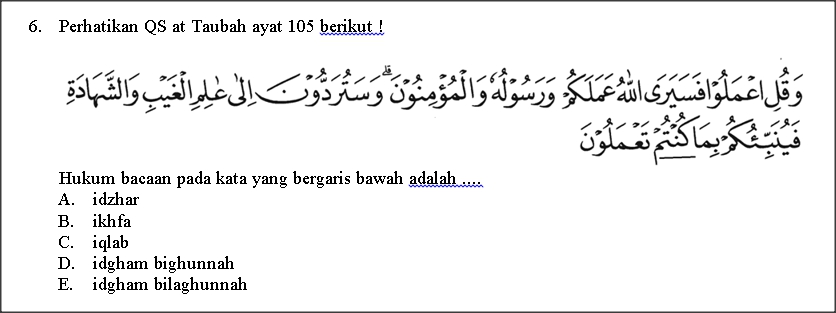 6. Perhatikan QS at Taubah ayat 105 berikut !
وَقُلِ اعْمَلُوْا فَسَيَرَى اللّٰهُ عَمَلَكُمْ وَرَسُوْلُهٗ وَالْمُؤْمِنُوْنَۗ وَسَتُرَدُّوْنَ اِلٰى عٰلِمِ الْغَيْبِ وَالشَّهَادَةِ
فَيُنَبِّئُكُمْ بِمَا كُنْتُمْ تَعْمَلُوْنَ
Hukum bacaan pada kata yang bergaris bawah adalah ....
A. idzhar
B. ikhfa
C. iqlab
D. idgham bighunnah
E. idgham bilaghunnah